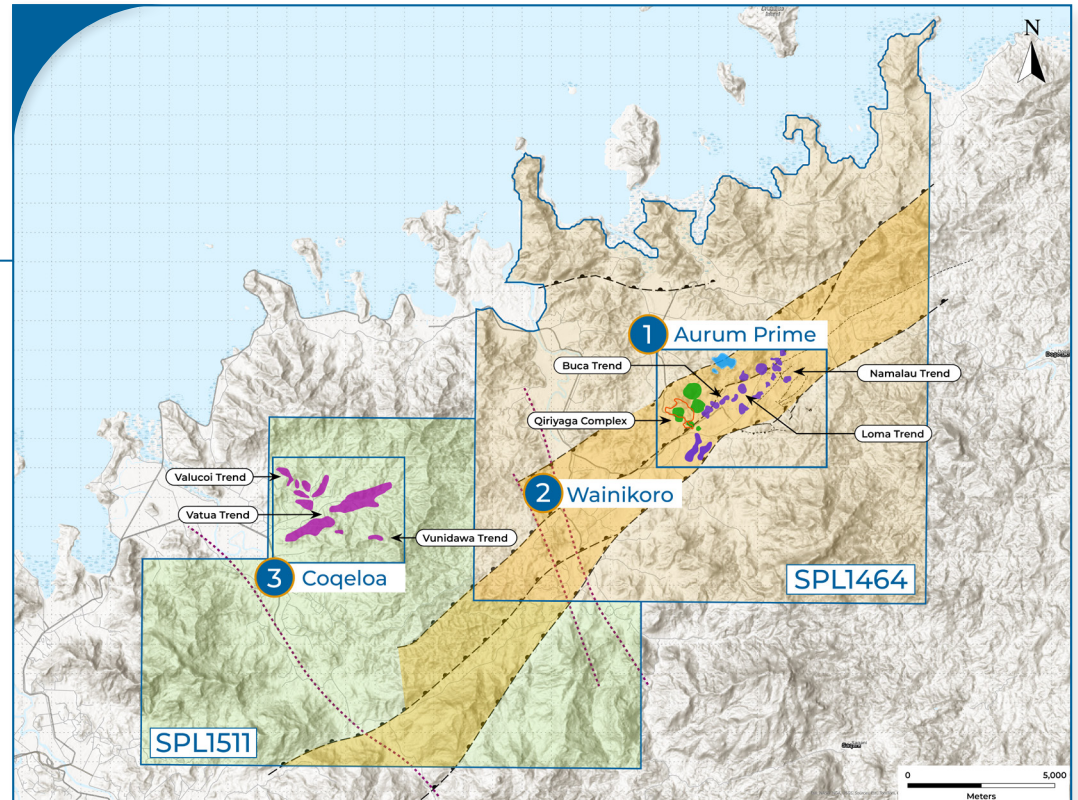 N
1 Aurum Prime
Buca Trend
Namalau Trend
Qiriyaga Complex
Loma Trend
Valucoi Trend
2 Wainikoro
Vatua Trend
Vunidawa Trend
3 Coqeloa
SPL1464
SPL1511
0 5,000
Meters